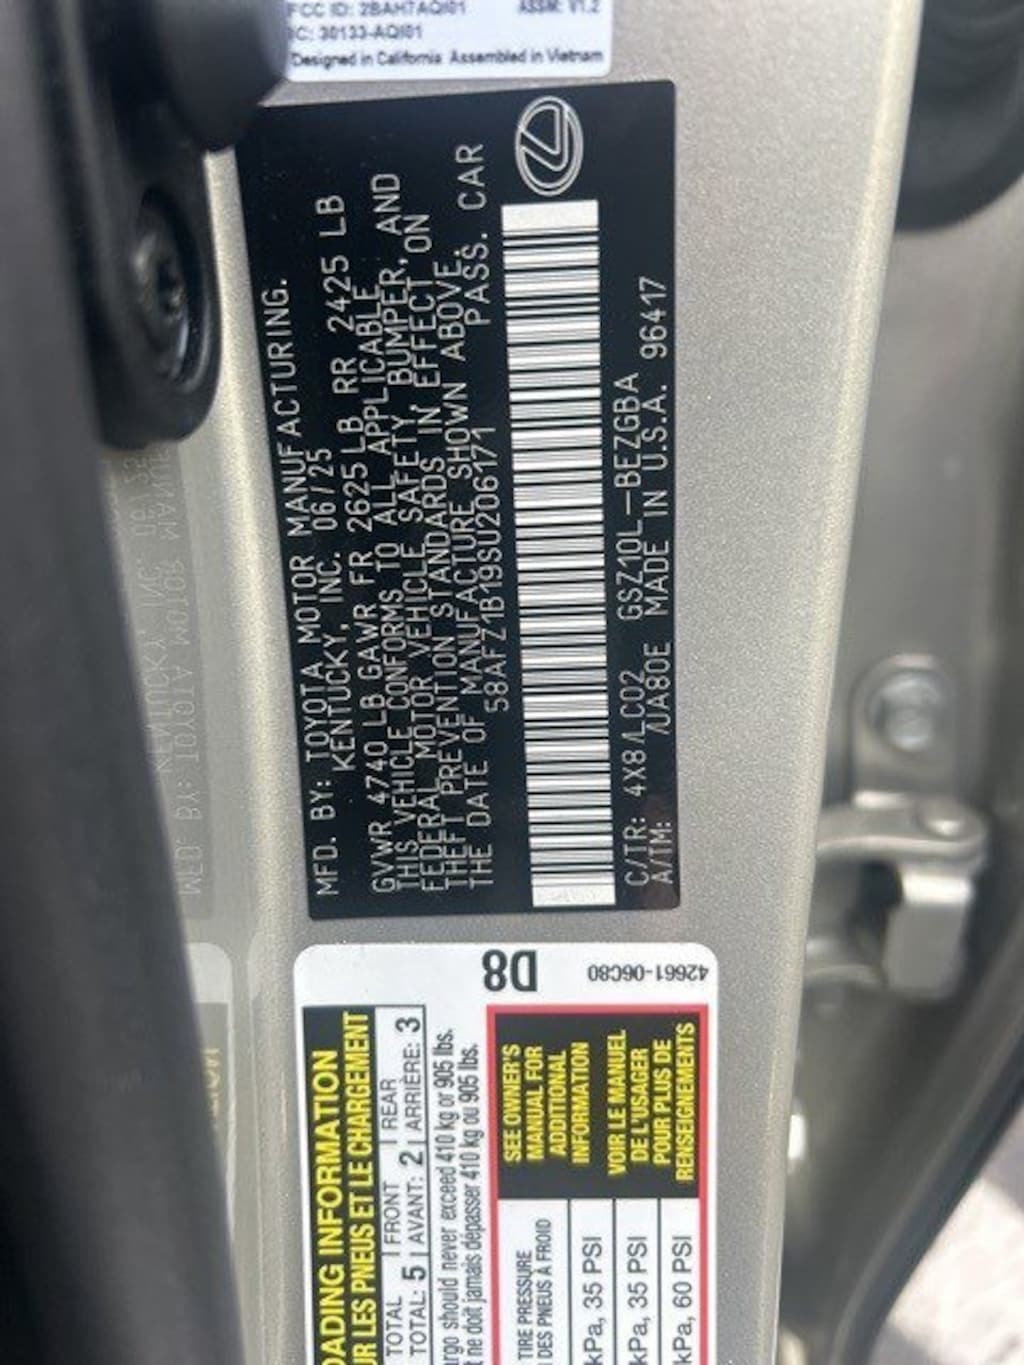 FCC ID: 2BAH7AQI01 ASSM: V1.2
IC: 30133-AQI01
Designed in California Assembled in Vietnam
MFD. BY: TOYOTA MOTOR MANUFACTURING.
KENTUCKY, INC. 06/25
GVWR 4740 LB GAWR FR 2625 LB RR 2425 LB
THIS VEHICLE CONFORMS TO ALL APPLICABLE
FEDERAL MOTOR VEHICLE SAFETY, BUMPER, AND
THEFT PREVENTION STANDARDS IN EFFECT ON
THE DATE OF MANUFACTURE SHOWN ABOVE.
58AFZ1B19SU206171 PASS. CAR
C/TR: 4X8/LC02 GSZ10L-BEZGBA
A/TM: /UA80E MADE IN U.S.A. 96417
D8
42661-06C80
ADING INFORMATION
UR LES PNEUS ET LE CHARGEMENT
TOTAL FRONT REAR
TOTAL: 5 AVANT: 2 ARRIÈRE: 3
argo should never exceed 410 kg or 905 lbs.
t ne doit jamais dépasser 410 kg ou 905 lbs.
TIRE PRESSURE
DES PNEUS À FROID
kPa, 35 PSI
kPa, 35 PSI
kPa, 60 PSI
SEE OWNER'S
MANUAL FOR
ADDITIONAL
INFORMATION
VOIR LE MANUEL
DE L'USAGER
POUR PLUS DE
RENSEIGNEMENTS